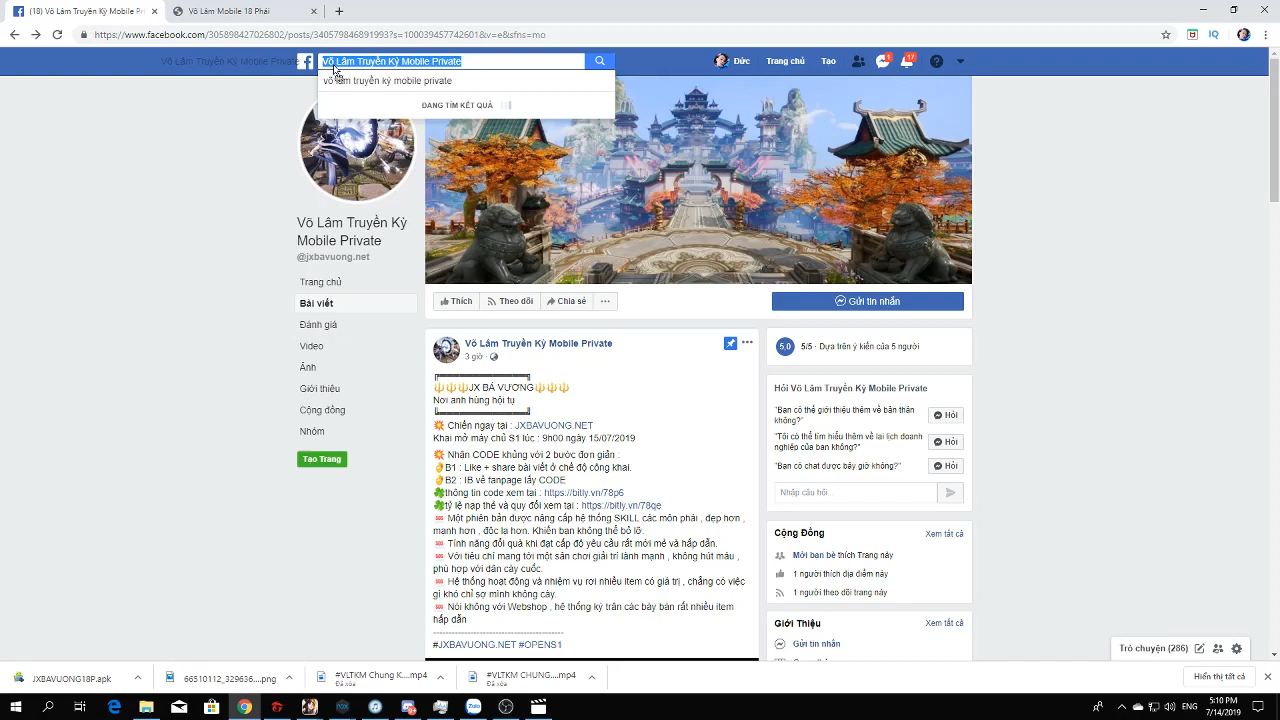 (18) Võ Lâm Truyền Kỳ Mobile Pr
Võ Lâm Mobile 18 Phái
https://www.facebook.com/305898427026802/posts/340579846891993?s=100039457742601&v=e&sfns=mo
Võ Lâm Truyền Kỳ Mobile Private
Võ Lâm Truyền Kỳ Mobile Private
Đức
Trang chủ
Tạo
1
17
võ lâm truyền kỳ mobile private
ĐANG TÌM KẾT QUẢ
Võ Lâm Truyền Kỳ
Mobile Private
@jxbavuong.net
Trang chủ
Bài viết
Đánh giá
Video
Ảnh
Giới thiệu
Cộng đồng
Nhóm
Tạo Trang
Thích
Theo dõi
Chia sẻ
Gửi tin nhắn
Võ Lâm Truyền Kỳ Mobile Private
3 giờ ·
JX BÁ VƯƠNG
Nơi anh hùng hội tụ
Chiến ngay tại : JXBAVUONG.NET
Khai mở máy chủ S1 lúc : 9h00 ngày 15/07/2019
Nhận CODE khủng với 2 bước đơn giản :
B1 : Like + share bài viết ở chế độ công khai.
B2 : IB về fanpage lấy CODE
thông tin code xem tại : https://bitly.vn/78p6
tỷ lệ nạp thẻ và quy đổi xem tại : https://bitly.vn/78qe
Một phiên bản được nâng cấp hệ thống SKILL các môn phái , đẹp hơn ,
mạnh hơn , độc lạ hơn. Khiến bạn không thể bỏ lỡ.
Tính năng đổi quà khi đạt cấp độ yêu cầu rất mới mẻ và hấp dẫn.
Với tiêu chí mang tới một sân chơi giải trí lành mạnh , không hút máu ,
phù hợp với dân cày cuốc.
Hệ thống hoạt động và nhiệm vụ rơi nhiều item có giá trị , chẳng có việc
gì khó chỉ sợ mình không cày.
Nói không với Webshop , hệ thống kỳ trân các bày bán rất nhiều item
hấp dẫn
----------------------------------------------
#JXBAVUONG.NET #OPENS1
5,0
5/5 · Dựa trên ý kiến của 5 người
Hỏi Võ Lâm Truyền Kỳ Mobile Private
"Bạn có thể giới thiệu thêm về bản thân
không?"
Hỏi
"Tôi có thể tìm hiểu thêm về lai lịch doanh
nghiệp của bạn không?"
Hỏi
"Bạn có chat được bây giờ không?"
Hỏi
Nhập câu hỏi...
Cộng Đồng
Xem tất cả
Mời bạn bè thích Trang này
1 người thích địa điểm này
1 người theo dõi trang này
Giới Thiệu
Xem tất cả
Gửi tin nhắn
Trò chuyện (286)
JXBAVUONG18P.apk
66510112_329636....png
#VLTKM Chung K....mp4
Đã xóa
#VLTKM CHUNG....mp4
Đã xóa
Hiển thị tất cả
Zalo
ENG
5:10 PM
7/14/2019